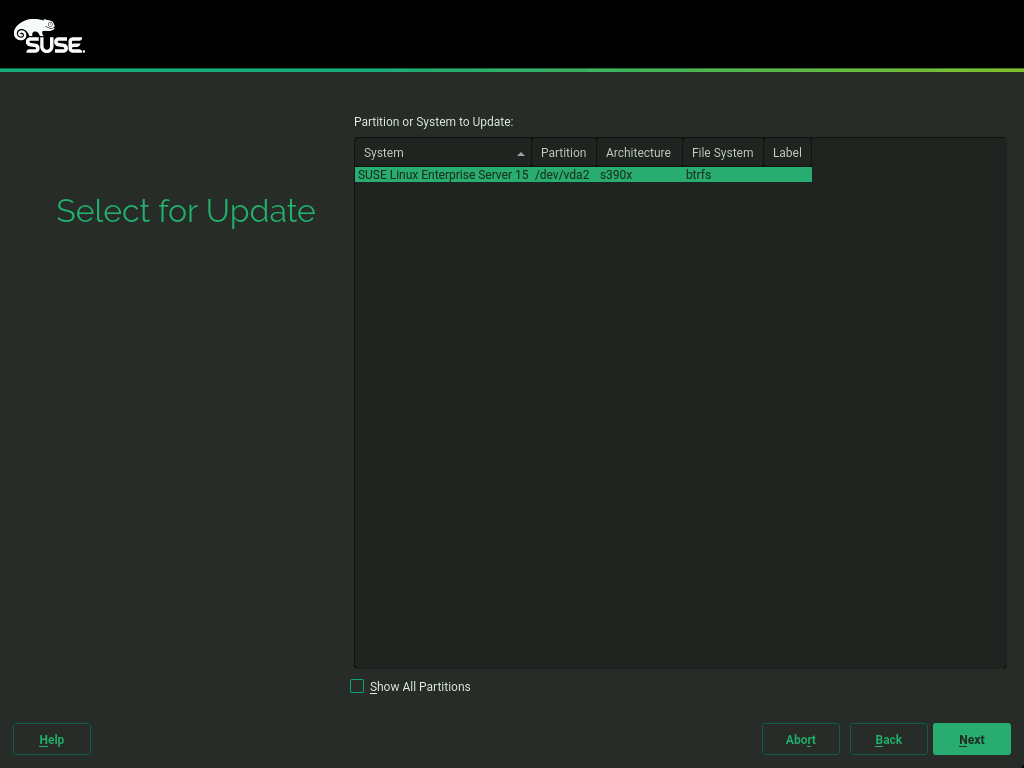 SUSE.
Partition or System to Update:
System Partition Architecture File System Label
SUSE Linux Enterprise Server 15 /dev/vda2 s390x btrfs
Select for Update
Show All Partitions
Help Abort Back Next